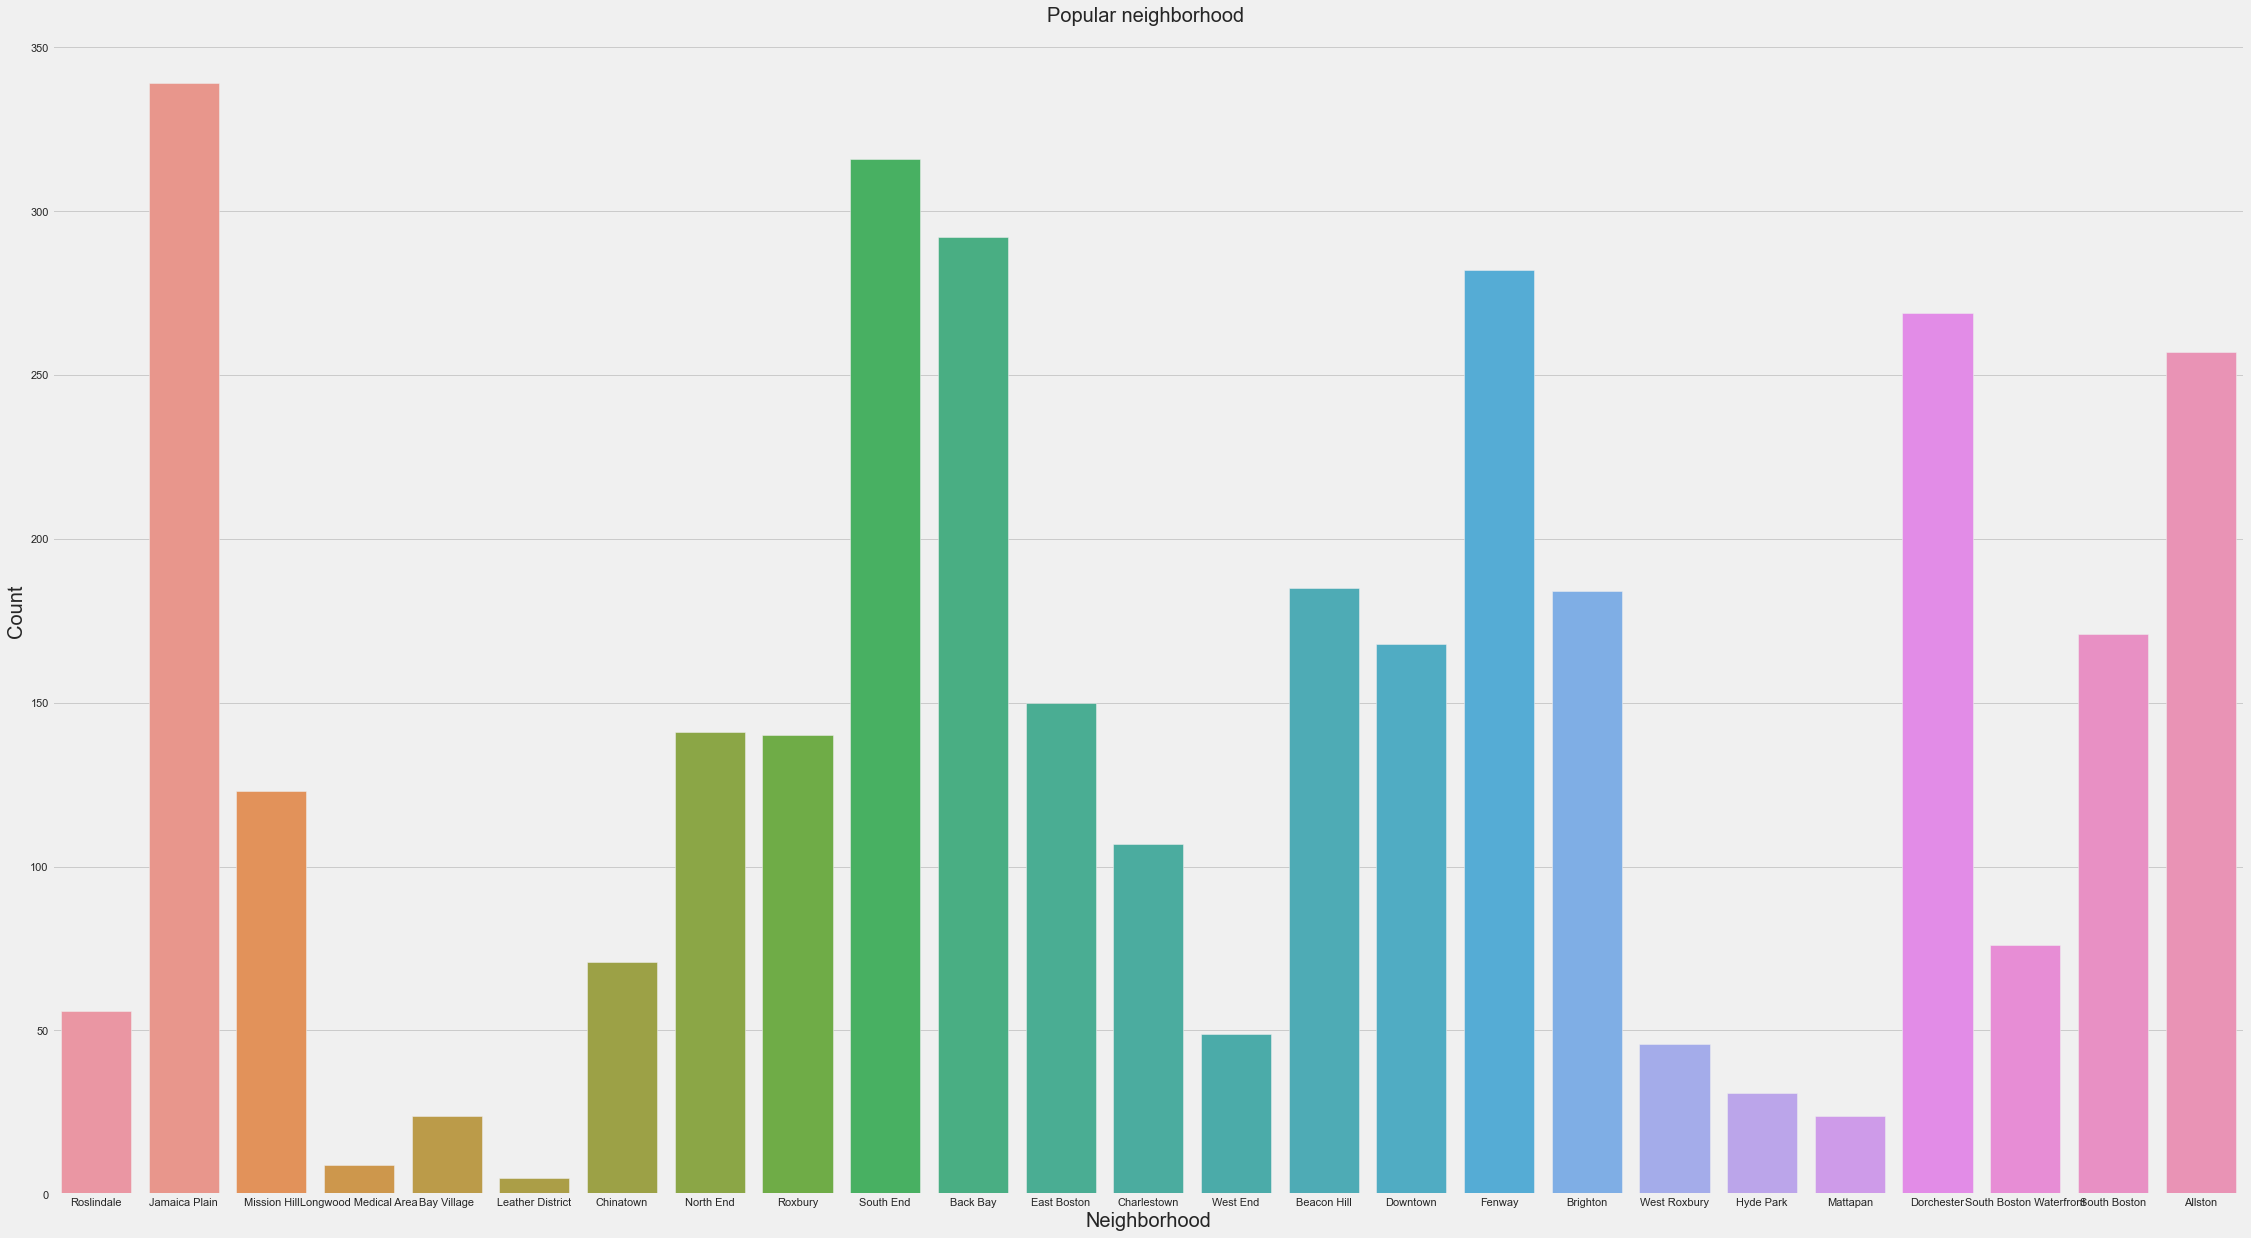 Popular neighborhood
350
300
250
200
150
100
50
0
Count
Roslindale Jamaica Plain Mission Hill Longwood Medical Area Bay Village Leather District Chinatown North End Roxbury South End Back Bay East Boston Charlestown West End Beacon Hill Downtown Fenway Brighton West Roxbury Hyde Park Mattapan Dorchester South Boston Waterfront South Boston Allston
Neighborhood